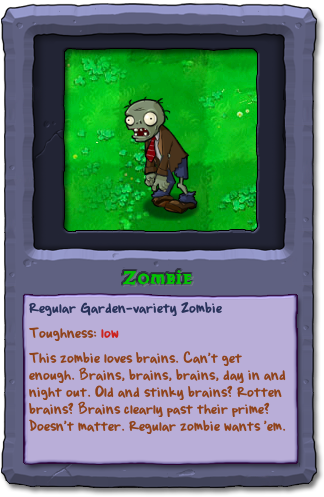 Zombie
Regular Garden-variety Zombie
Toughness: low
This zombie loves brains. Can't get
enough. Brains, brains, brains, day in and
night out. Old and stinky brains? Rotten
brains? Brains clearly past their prime?
Doesn't matter. Regular zombie wants 'em.